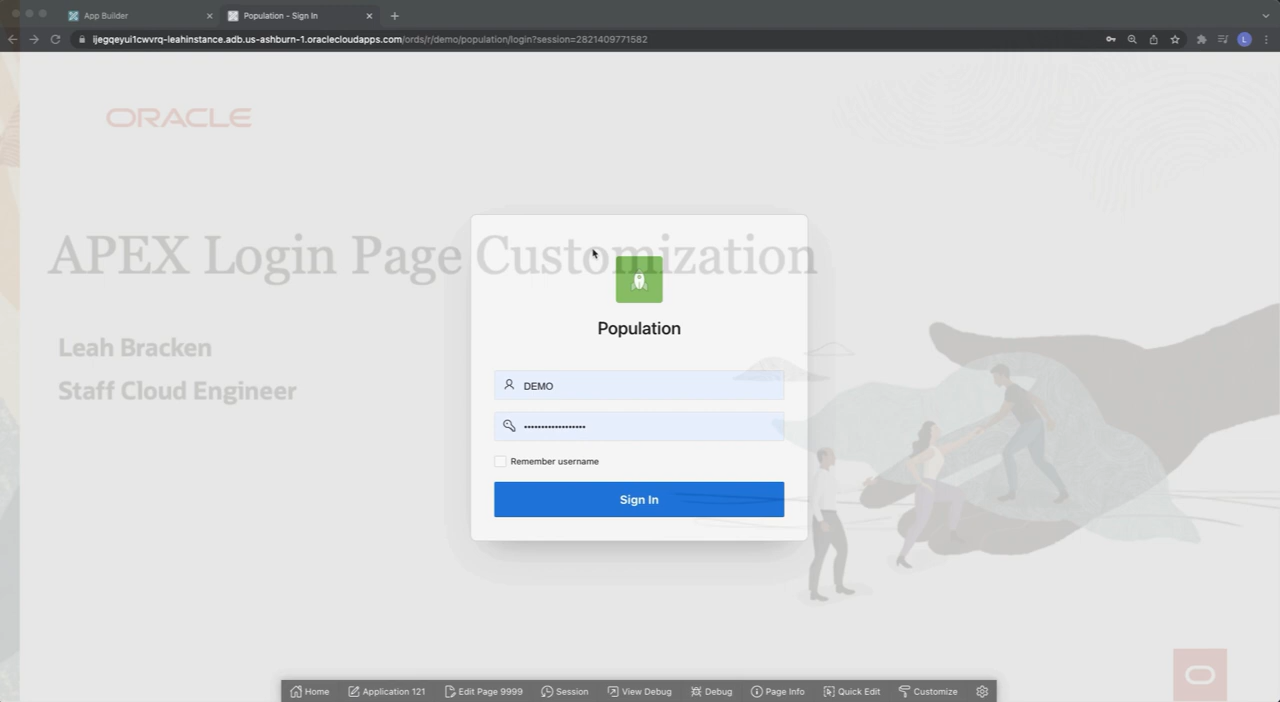 App Builder
Population - Sign In
ijegqeyui1cwvrq-leahinstance.adb.us-ashburn-1.oraclecloudapps.com/ords/r/demo/population/login?session=2821409771582
L
ORACLE
APEX Login Page Customization
Leah Bracken
Staff Cloud Engineer
Population
DEMO
Remember username
Sign In
Home Application 121 Edit Page 9999 Session View Debug Debug Page Info Quick Edit Customize